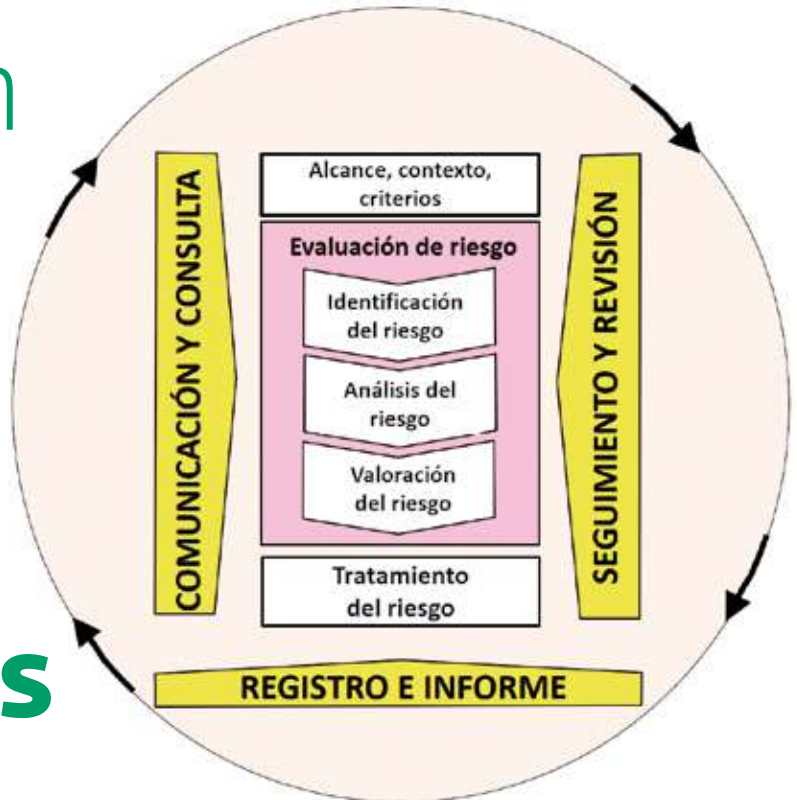 n
Alcance, contexto,
criterios
Evaluación de riesgo
Identificación
del riesgo
Análisis del
riesgo
Valoración
del riesgo
Tratamiento
del riesgo
COMUNICACIÓN Y CONSULTA
SEGUIMIENTO Y REVISIÓN
s
REGISTRO E INFORME